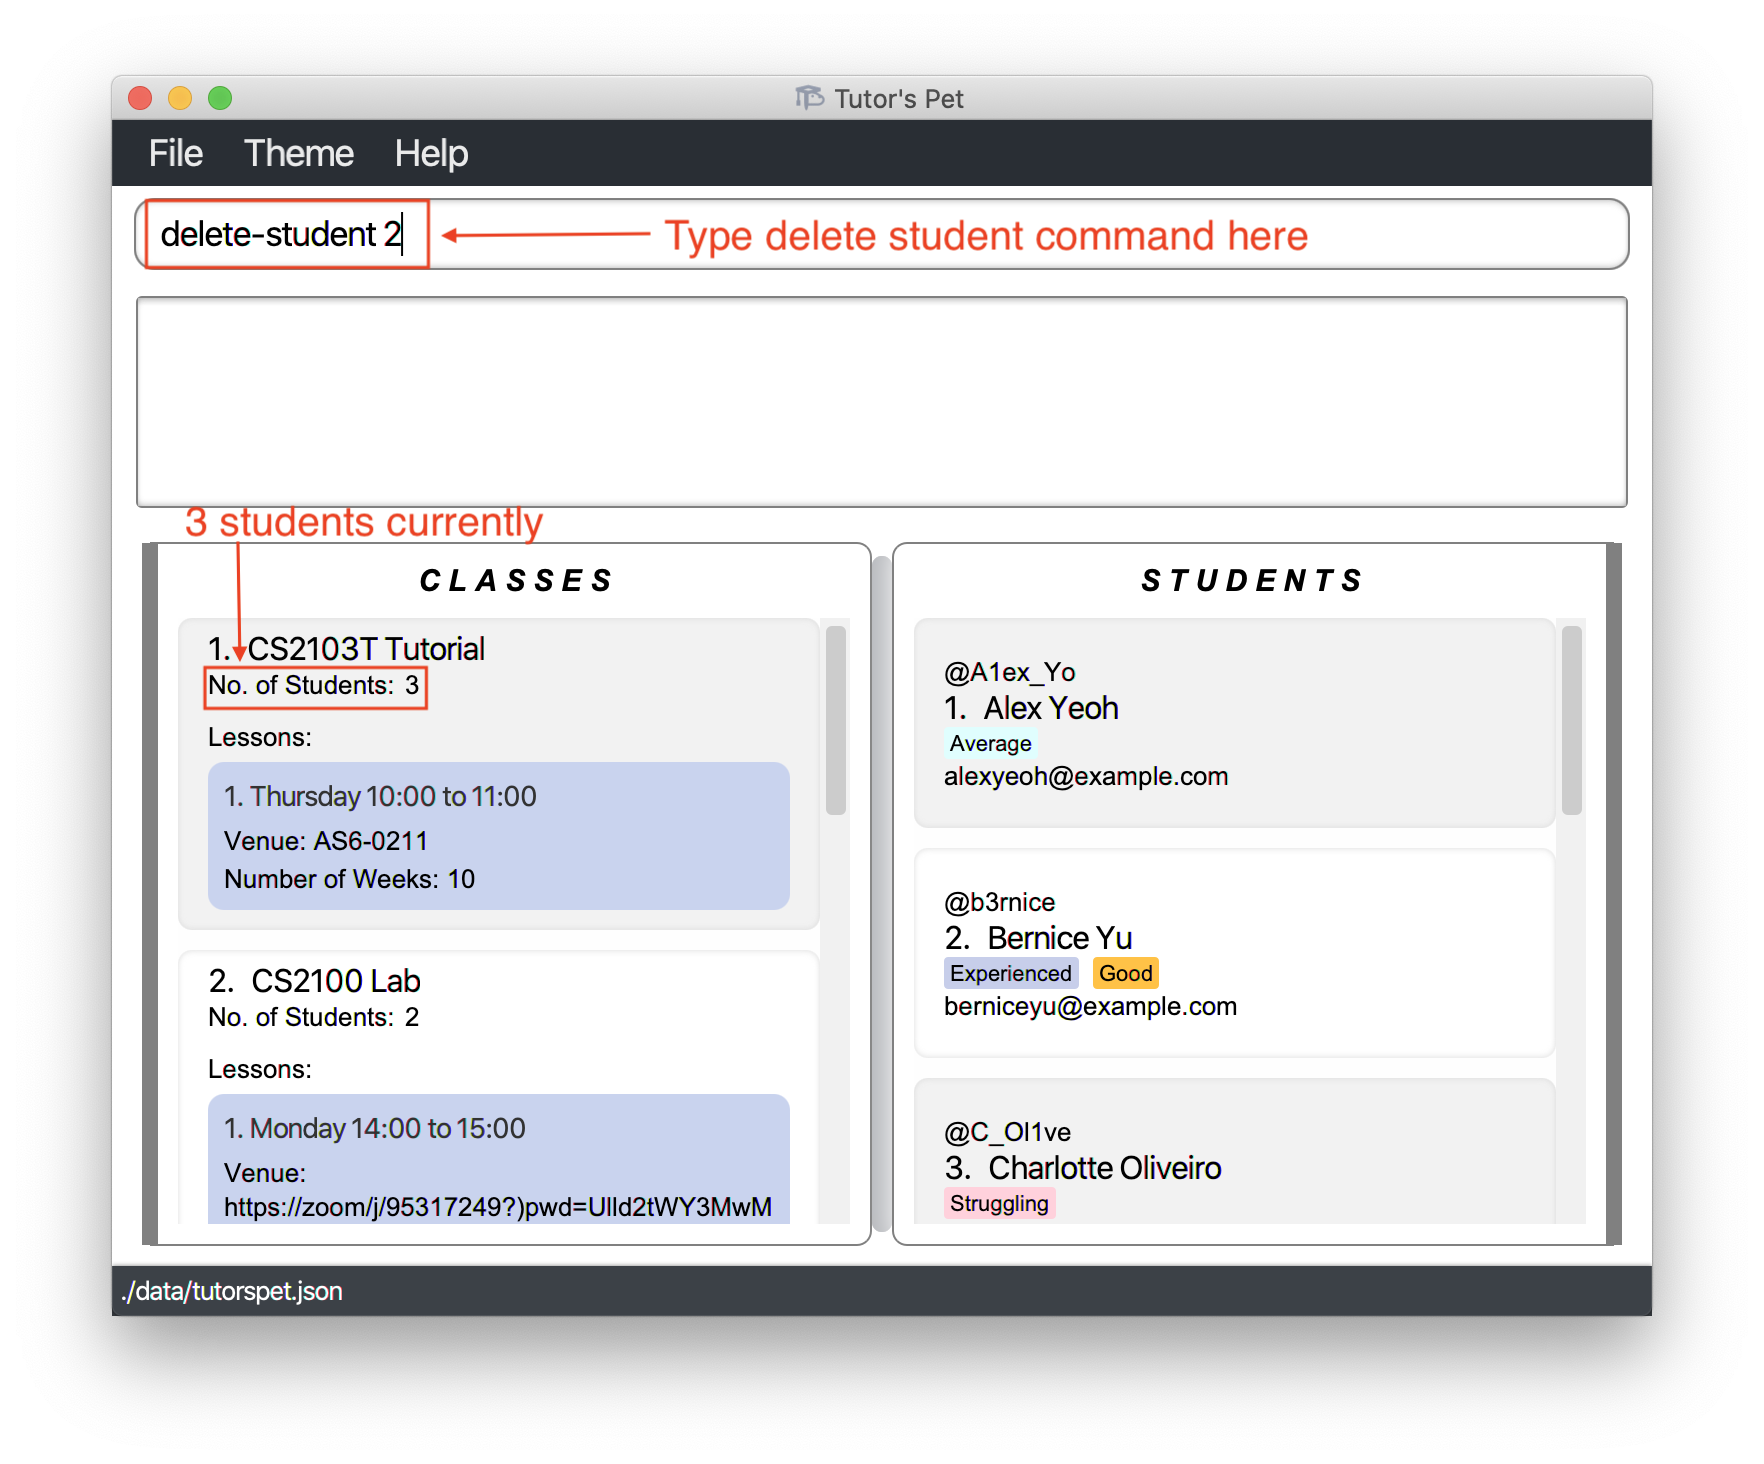 Tutor's Pet
File Theme Help
delete-student 2
Type delete student command here
3 students currently
CLASSES
1. CS2103T Tutorial
No. of Students: 3
Lessons:
1. Thursday 10:00 to 11:00
Venue: AS6-0211
Number of Weeks: 10
2. CS2100 Lab
No. of Students: 2
Lessons:
1. Monday 14:00 to 15:00
Venue:
https://zoom/j/95317249?)pwd=Ulld2tWY3MwM
STUDENTS
@A1ex_Yo
1. Alex Yeoh
Average
alexyeoh@example.com
@b3rnice
2. Bernice Yu
Experienced Good
berniceyu@example.com
@C_Ol1ve
3. Charlotte Oliveiro
Struggling
./data/tutorspet.json